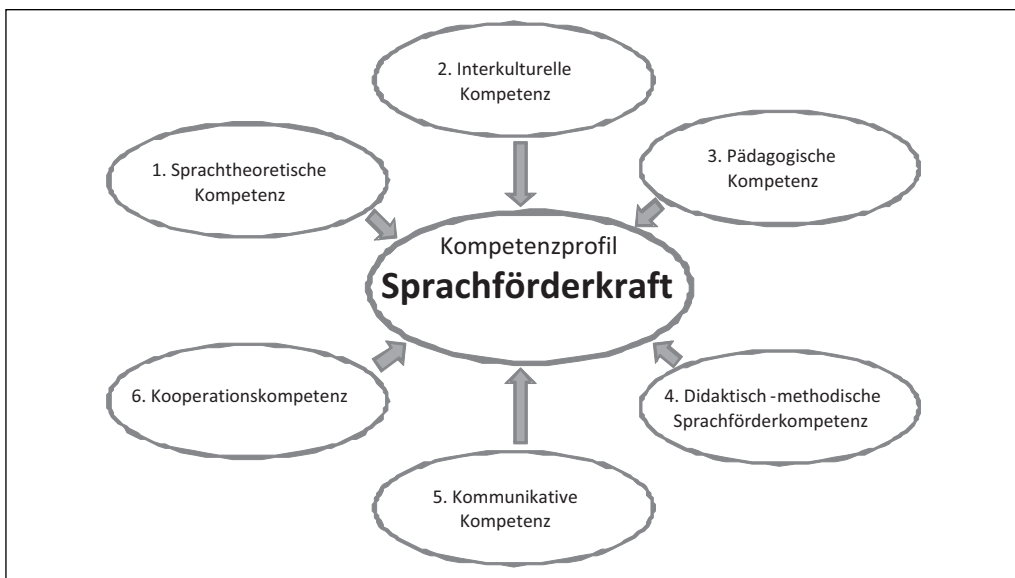 2. Interkulturelle
Kompetenz
1. Sprachtheoretische
Kompetenz
3. Pädagogische
Kompetenz
Kompetenzprofil
Sprachförderkraft
6. Kooperationskompetenz
4. Didaktisch -methodische
Sprachförderkompetenz
5. Kommunikative
Kompetenz